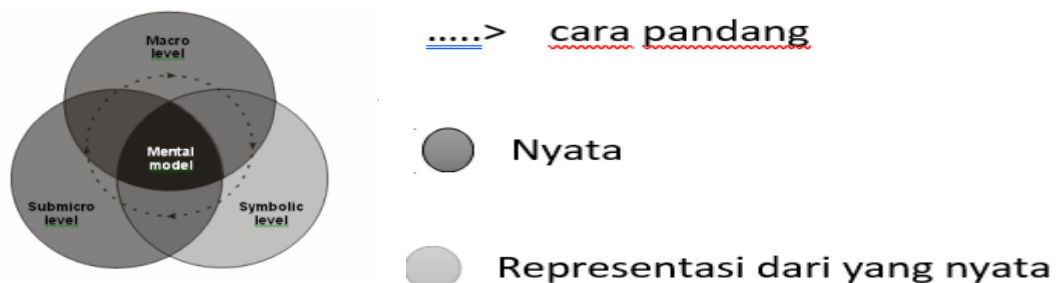 Macro
level
Mental
model
Submicro
level
Symbolic
level
.....> cara pandang
Nyata
Representasi dari yang nyata